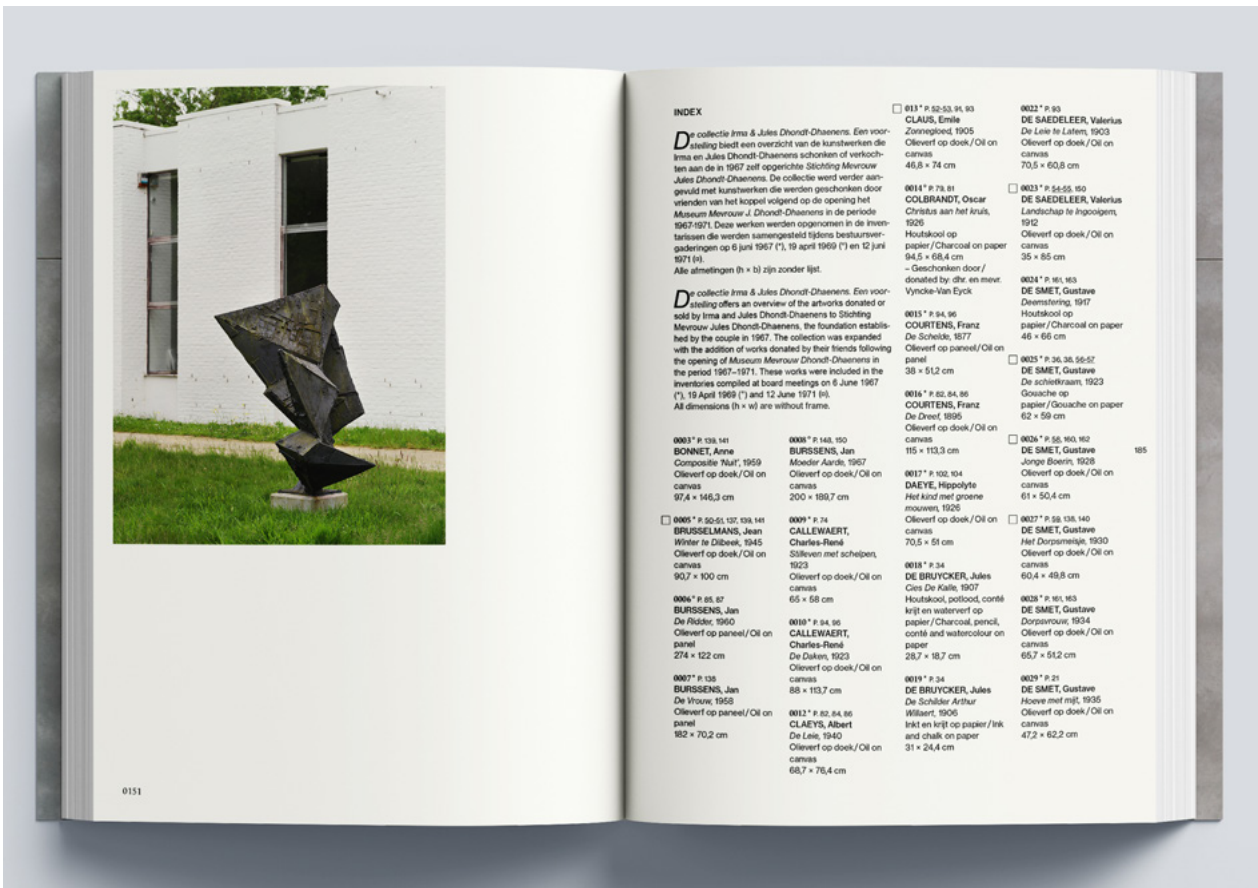 0151
INDEX
De collectie Irma & Jules Dhondt-Dhaenens. Een voor-
stelling biedt een overzicht van de kunstwerken die
Irma en Jules Dhondt-Dhaenens schonken of verkoch-
ten aan de in 1967 zelf opgerichte Stichting Mevrouw
Jules Dhondt-Dhaenens. De collectie werd verder aan-
gevuld met kunstwerken die werden geschonken door
vrienden van het koppel volgend op de opening het
Museum Mevrouw J. Dhondt-Dhaenens in de periode
1967-1971. Deze werken werden opgenomen in de inven-
tarissen die werden samengesteld tijdens bestuursver-
gaderingen op 6 juni 1967 (*), 19 april 1969 (°) en 12 juni
1971 (¤).
Alle afmetingen (h × b) zijn zonder lijst.
De collectie Irma & Jules Dhondt-Dhaenens. Een voor-
stelling offers an overview of the artworks donated or
sold by Irma and Jules Dhondt-Dhaenens to Stichting
Mevrouw Jules Dhondt-Dhaenens, the foundation establis-
hed by the couple in 1967. The collection was expanded
with the addition of works donated by their friends following
the opening of Museum Mevrouw Dhondt-Dhaenens in
the period 1967–1971. These works were included in the
inventories compiled at board meetings on 6 June 1967
(*), 19 April 1969 (°) and 12 June 1971 (¤).
All dimensions (h × w) are without frame.
0003* P. 139, 141
BONNET, Anne
Compositie 'Nuit', 1959
Olieverf op doek/Oil on
canvas
97,4 × 146,3 cm
0005* P. 50-51, 137, 139, 141
BRUSSELMANS, Jean
Winter te Dilbeek, 1945
Olieverf op doek/Oil on
canvas
90,7 × 100 cm
0006* P. 85, 87
BURSSENS, Jan
De Ridder, 1960
Olieverf op paneel/Oil on
panel
274 × 122 cm
0007* P. 138
BURSSENS, Jan
De Vrouw, 1958
Olieverf op paneel/Oil on
panel
182 × 70,2 cm
0008* P. 148, 150
BURSSENS, Jan
Moeder Aarde, 1967
Olieverf op doek/Oil on
canvas
200 × 189,7 cm
0009* P. 74
CALLEWAERT,
Charles-René
Stilleven met schelpen,
1923
Olieverf op doek/Oil on
canvas
65 × 58 cm
0010* P. 94, 96
CALLEWAERT,
Charles-René
De Daken, 1923
Olieverf op doek/Oil on
canvas
88 × 113,7 cm
0012* P. 82, 84, 86
CLAEYS, Albert
De Leie, 1940
Olieverf op doek/Oil on
canvas
68,7 × 76,4 cm
013* P. 52-53, 91, 93
CLAUS, Emile
Zonnegloed, 1905
Olieverf op doek/Oil on
canvas
46,8 × 74 cm
0014* P. 79, 81
COLBRANDT, Oscar
Christus aan het kruis,
1926
Houtskool op
papier/Charcoal on paper
94,5 × 68,4 cm
– Geschonken door/
donated by: dhr. en mevr.
Vyncke-Van Eyck
0015* P. 94, 96
COURTENS, Franz
De Schelde, 1877
Olieverf op paneel/Oil on
panel
38 × 51,2 cm
0016* P. 82, 84, 86
COURTENS, Franz
De Dreef, 1895
Olieverf op doek/Oil on
canvas
115 × 113,3 cm
0017* P. 102, 104
DAEYE, Hippolyte
Het kind met groene
mouwen, 1926
Olieverf op doek/Oil on
canvas
70,5 × 51 cm
0018* P. 34
DE BRUYCKER, Jules
Cies De Kalle, 1907
Houtskool, potlood, conté
krijt en waterverf op
papier/Charcoal, pencil,
conté and watercolour on
paper
28,7 × 18,7 cm
0019* P. 34
DE BRUYCKER, Jules
De Schilder Arthur
Willaert, 1906
Inkt en krijt op papier/Ink
and chalk on paper
31 × 24,4 cm
0022* P. 93
DE SAEDELEER, Valerius
De Leie te Latem, 1903
Olieverf op doek/Oil on
canvas
70,5 × 60,8 cm
0023* P. 54-55, 150
DE SAEDELEER, Valerius
Landschap te Ingooigem,
1912
Olieverf op doek/Oil on
canvas
35 × 85 cm
0024* P. 161, 163
DE SMET, Gustave
Deemstering, 1917
Houtskool op
papier/Charcoal on paper
46 × 66 cm
0025* P. 36, 38, 56-57
DE SMET, Gustave
De schietkraam, 1923
Gouache op
papier/Gouache on paper
62 × 59 cm
0026* P. 58, 160, 162
DE SMET, Gustave
Jonge Boerin, 1928
Olieverf op doek/Oil on
canvas
61 × 50,4 cm
0027* P. 59, 138, 140
DE SMET, Gustave
Het Dorpsmeisje, 1930
Olieverf op doek/Oil on
canvas
60,4 × 49,8 cm
0028* P. 161, 163
DE SMET, Gustave
Dorpsvrouw, 1934
Olieverf op doek/Oil on
canvas
65,7 × 51,2 cm
0029* P. 21
DE SMET, Gustave
Hoeve met mijt, 1935
Olieverf op doek/Oil on
canvas
47,2 × 62,2 cm
185